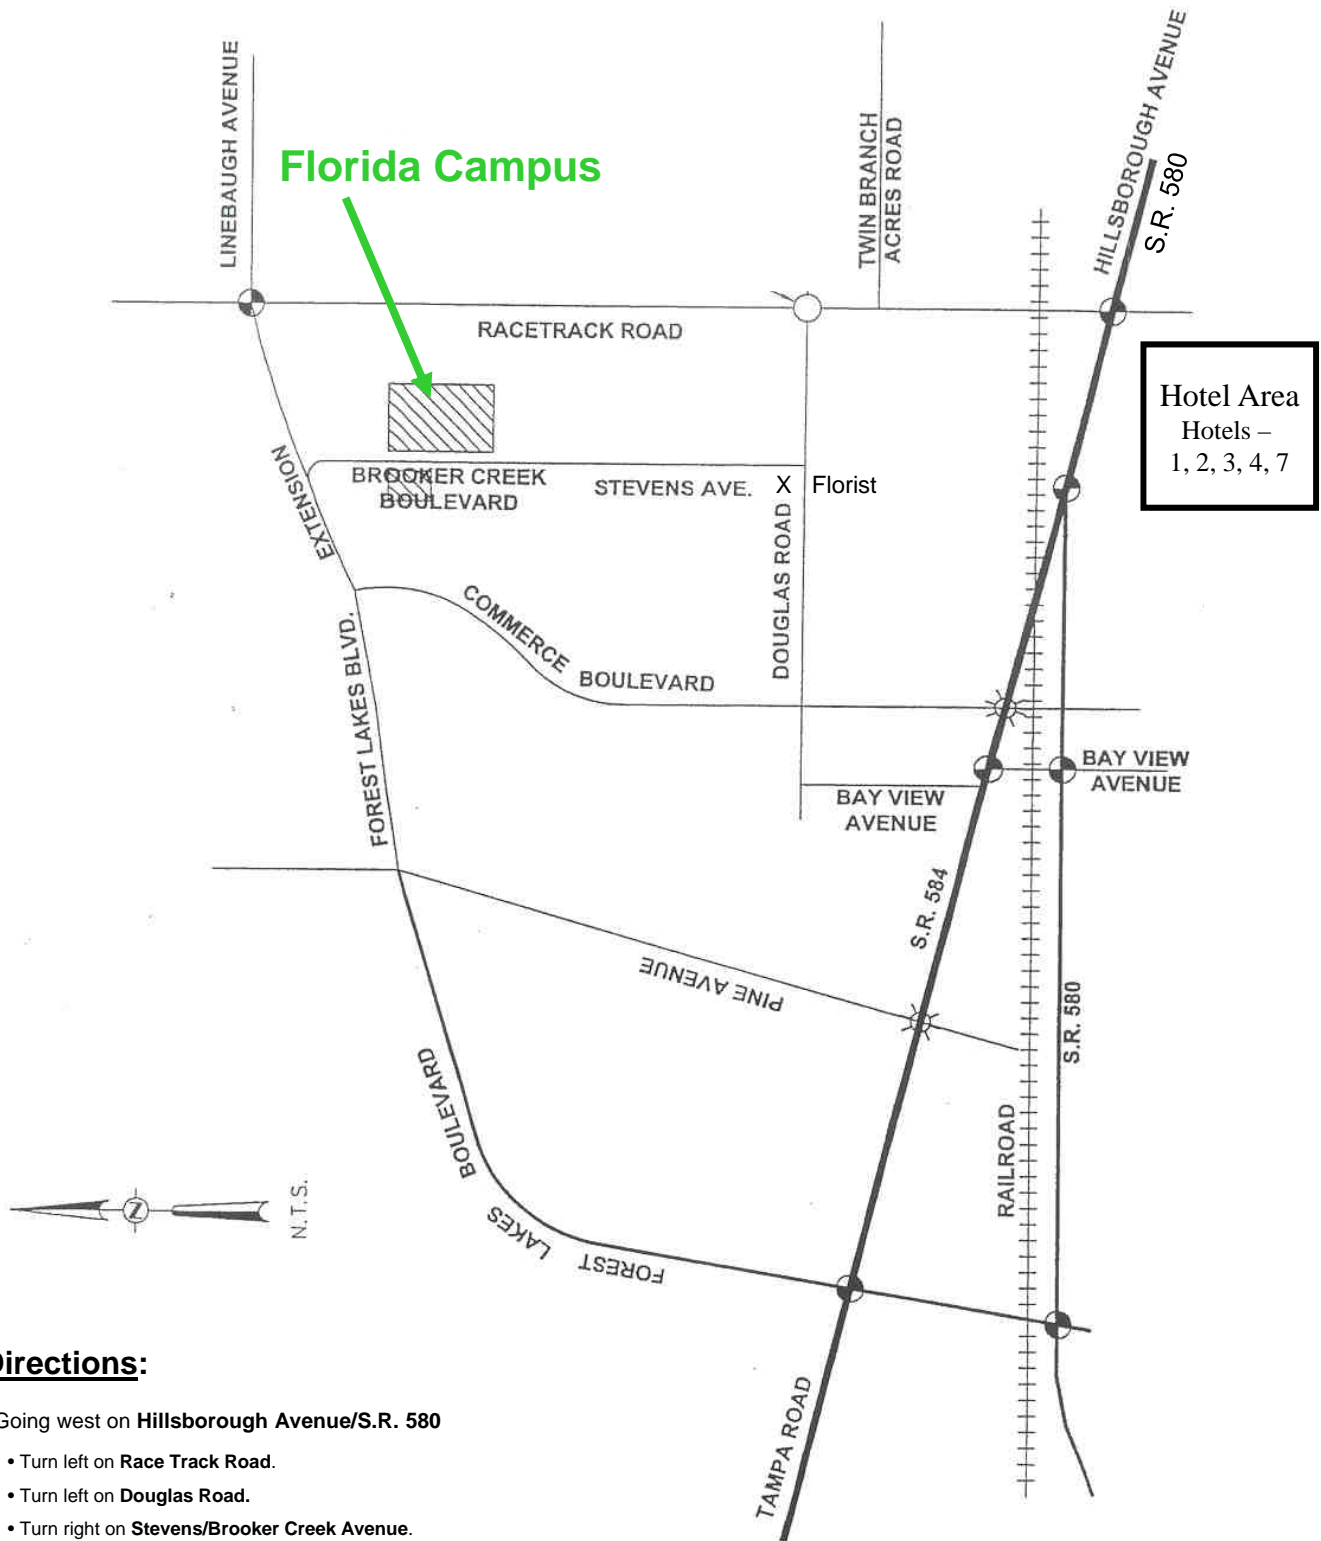 LINEBAUGH AVENUE
Florida Campus
TWIN BRANCH
ACRES ROAD
HILLSBOROUGH AVENUE
S.R. 580
RACETRACK ROAD
Hotel Area
Hotels –
1, 2, 3, 4, 7
EXTENSION
BROOKER CREEK
BOULEVARD
STEVENS AVE.
X Florist
DOUGLAS ROAD
COMMERCE
BOULEVARD
FOREST LAKES BLVD.
BAY VIEW
AVENUE
BAY VIEW
AVENUE
S.R. 584
PINE AVENUE
S.R. 580
BOULEVARD
RAILROAD
N
N.T.S.
LAKES
FOREST
TAMPA ROAD
Directions:
Going west on Hillsborough Avenue/S.R. 580
• Turn left on Race Track Road.
• Turn left on Douglas Road.
• Turn right on Stevens/Brooker Creek Avenue.